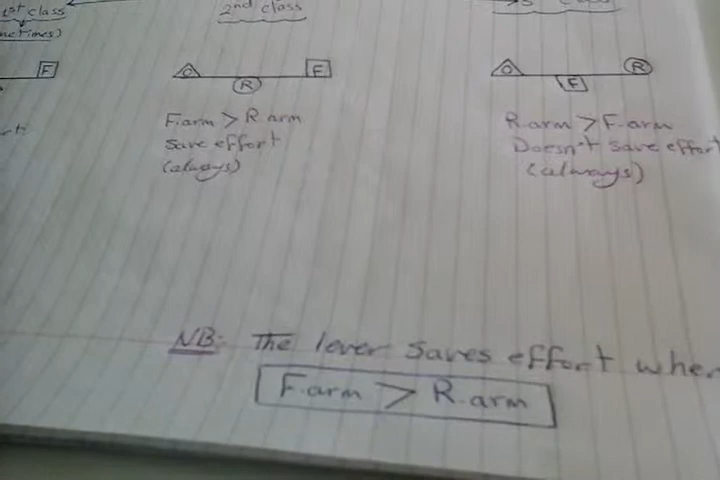 1st class
2nd class
class
F
O
R
F
O
F
R
F.arm > R.arm
save effort
(always)
R.arm > F.arm
Doesn't save effort
(always)
NB: The lever saves effort when
F.arm > R.arm